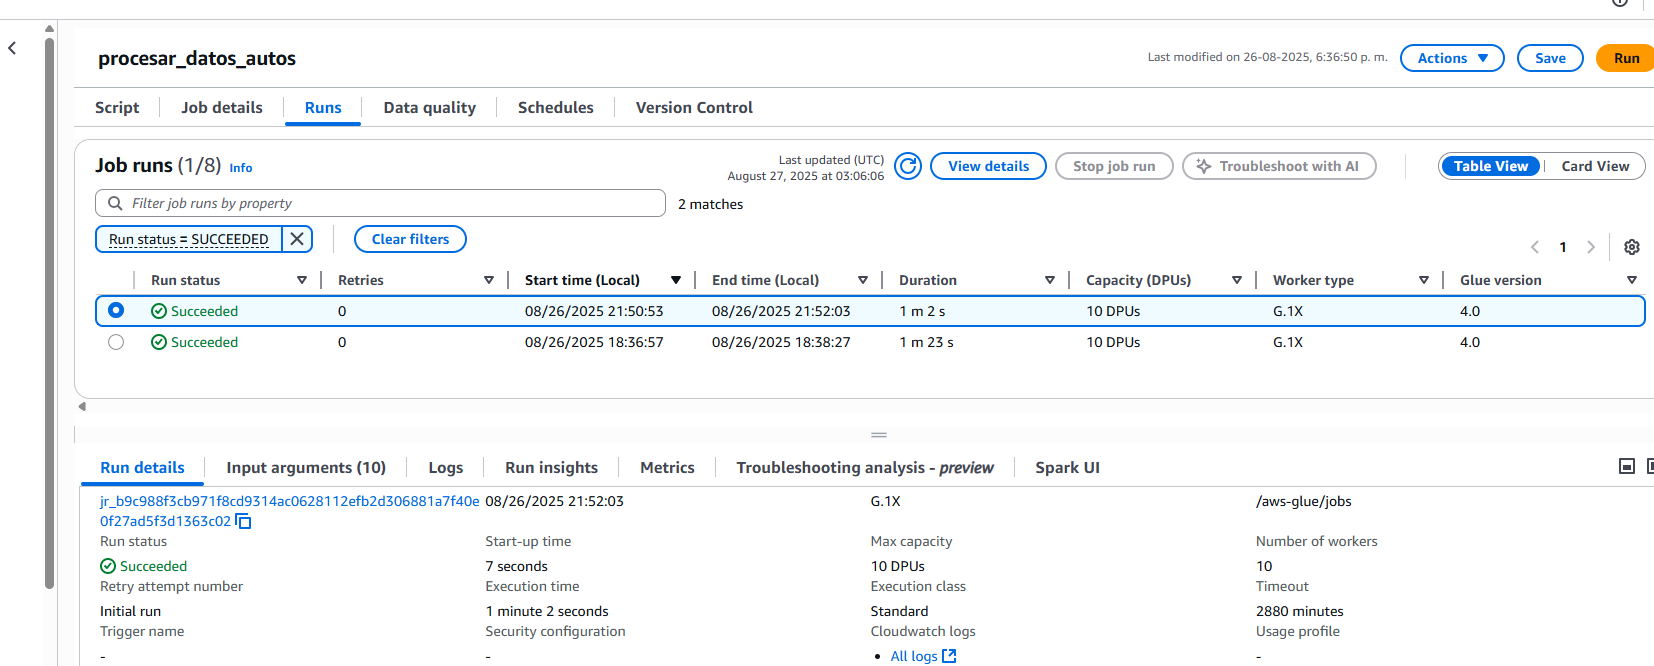 procesar_datos_autos
Last modified on 26-08-2025, 6:36:50 p. m.
Actions
Save
Run
Script
Job details
Runs
Data quality
Schedules
Version Control
Job runs (1/8) Info
Last updated (UTC)
August 27, 2025 at 03:06:06
View details
Stop job run
Troubleshoot with AI
Table View
Card View
Filter job runs by property
2 matches
Run status = SUCCEEDED
Clear filters
1
Run status Retries Start time (Local) End time (Local) Duration Capacity (DPUs) Worker type Glue version
Succeeded 0 08/26/2025 21:50:53 08/26/2025 21:52:03 1 m 2 s 10 DPUs G.1X 4.0
Succeeded 0 08/26/2025 18:36:57 08/26/2025 18:38:27 1 m 23 s 10 DPUs G.1X 4.0
Run details
Input arguments (10)
Logs
Run insights
Metrics
Troubleshooting analysis - preview
Spark UI
jr_b9c988f3cb971f8cd9314ac0628112efb2d306881a7f40e 08/26/2025 21:52:03 G.1X /aws-glue/jobs
0f27ad5f3d1363c02
Run status Start-up time Max capacity Number of workers
Succeeded 7 seconds 10 DPUs 10
Retry attempt number Execution time Execution class Timeout
Initial run 1 minute 2 seconds Standard 2880 minutes
Trigger name Security configuration Cloudwatch logs Usage profile
- - • All logs -